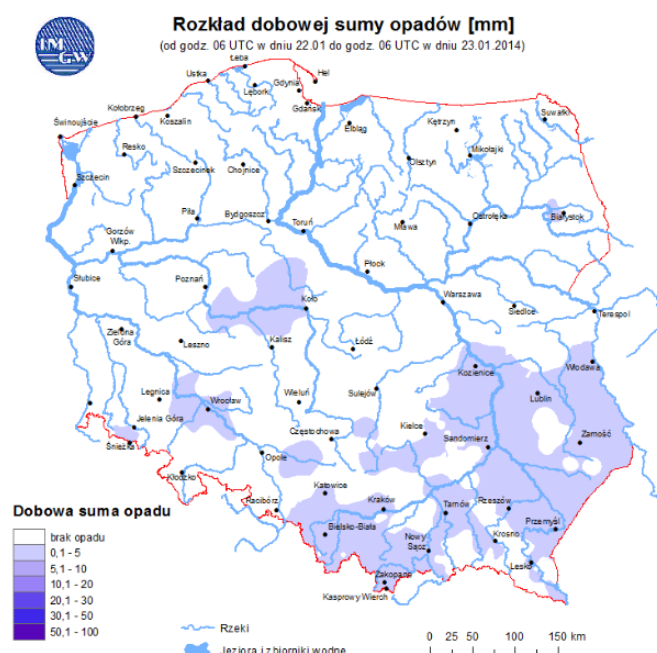 Rozkład dobowej sumy opadów [mm]
(od godz. 06 UTC w dniu 22.01 do godz. 06 UTC w dniu 23.01.2014)
IM
GW
Łeba
Hel
Ustka
Gdynia
Lębork
Gdańsk
Kołobrzeg
Koszalin
Suwałki
Świnoujście
Elbląg
Kętrzyn
Resko
Mikołajki
Szczecinek
Chojnice
Olsztyn
Szczecin
Piła
Bydgoszcz
Toruń
Mława
Ostrołęka
Białystok
Gorzów
Wlkp.
Płock
Słubice
Poznań
Koło
Warszawa
Siedlce
Terespol
Zielona
Góra
Leszno
Kalisz
Łódź
Kozienice
Włodawa
Legnica
Wrocław
Wieluń
Sulejów
Lublin
Jelenia Góra
Częstochowa
Kielce
Sandomierz
Zamość
Śnieżka
Opole
Kłodzko
Katowice
Racibórz
Kraków
Tarnów
Rzeszów
Przemyśl
Bielsko-Biała
Nowy
Sącz
Krosno
Lesko
Zakopane
Kasprowy Wierch
Dobowa suma opadu
brak opadu
0,1 - 5
5,1 - 10
10,1 - 20
20,1 - 30
30,1 - 50
50,1 - 100
Rzeki
Jeziora i zbiorniki wodne
0 25 50 100 150 km